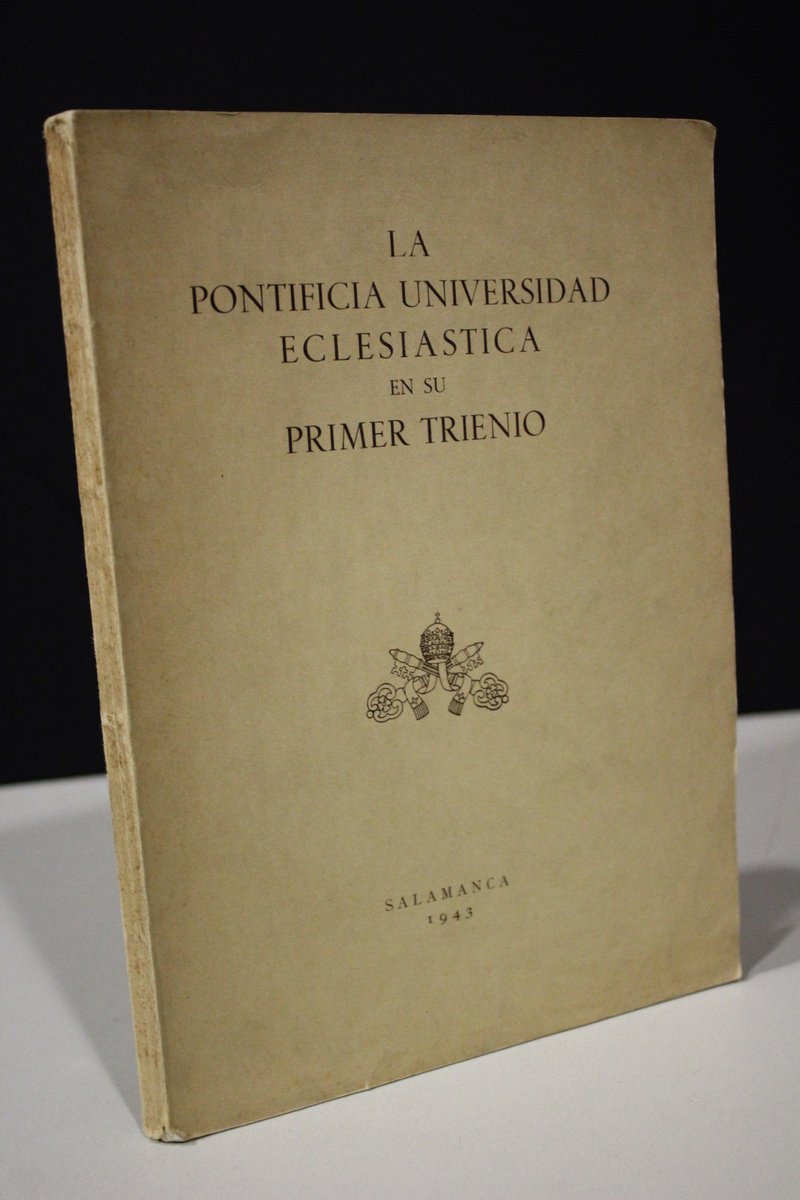 LA
PONTIFICIA UNIVERSIDAD
ECLESIASTICA
EN SU
PRIMER TRIENIO
SALAMANCA
1943